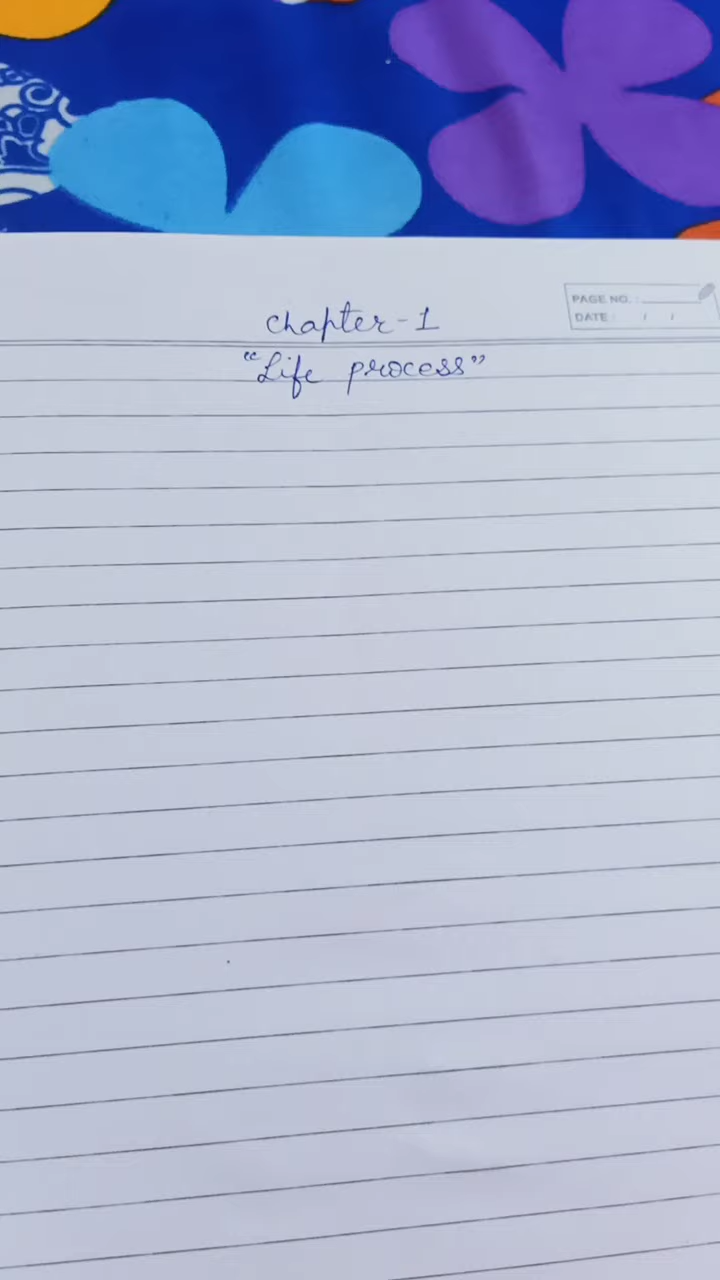 PAGE NO. :
DATE : / /
chapter-1
"Life process"